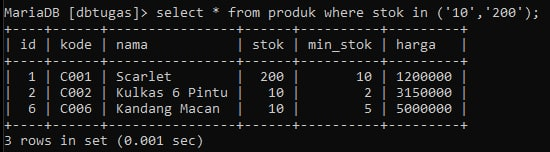 MariaDB [dbtugas]> select * from produk where stok in ('10','200');
+----+------+----------------+------+----------+---------+
| id | kode | nama           | stok | min_stok | harga   |
+----+------+----------------+------+----------+---------+
|  1 | C001 | Scarlet        |  200 |       10 | 1200000 |
|  2 | C002 | Kulkas 6 Pintu |   10 |        2 | 3150000 |
|  6 | C006 | Kandang Macan  |   10 |        5 | 5000000 |
+----+------+----------------+------+----------+---------+
3 rows in set (0.001 sec)